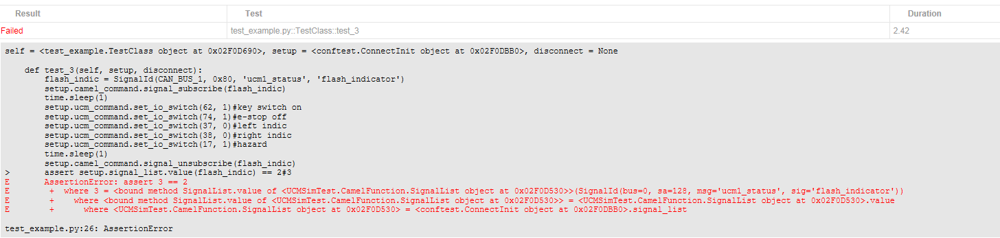 Result Test Duration
Failed test_example.py::TestClass::test_3 2.42
self = <test_example.TestClass object at 0x02F0D690>, setup = <conftest.ConnectInit object at 0x02F0DBB0>, disconnect = None
    def test_3(self, setup, disconnect):
        flash_indic = SignalId(CAN_BUS_1, 0x80, 'ucm1_status', 'flash_indicator')
        setup.camel_command.signal_subscribe(flash_indic)
        time.sleep(1)
        setup.ucm_command.set_io_switch(62, 1)#key switch on
        setup.ucm_command.set_io_switch(74, 1)#e-stop off
        setup.ucm_command.set_io_switch(37, 0)#left indic
        setup.ucm_command.set_io_switch(38, 0)#right indic
        setup.ucm_command.set_io_switch(17, 1)#hazard
        time.sleep(1)
        setup.camel_command.signal_unsubscribe(flash_indic)
>       assert setup.signal_list.value(flash_indic) == 2#3
E       AssertionError: assert 3 == 2
E        +  where 3 = <bound method SignalList.value of <UCMSimTest.CamelFunction.SignalList object at 0x02F0D530>>(SignalId(bus=0, sa=128, msg='ucm1_status', sig='flash_indicator'))
E        +    where <bound method SignalList.value of <UCMSimTest.CamelFunction.SignalList object at 0x02F0D530>> = <UCMSimTest.CamelFunction.SignalList object at 0x02F0D530>.value
E        +      where <UCMSimTest.CamelFunction.SignalList object at 0x02F0D530> = <conftest.ConnectInit object at 0x02F0DBB0>.signal_list
test_example.py:26: AssertionError